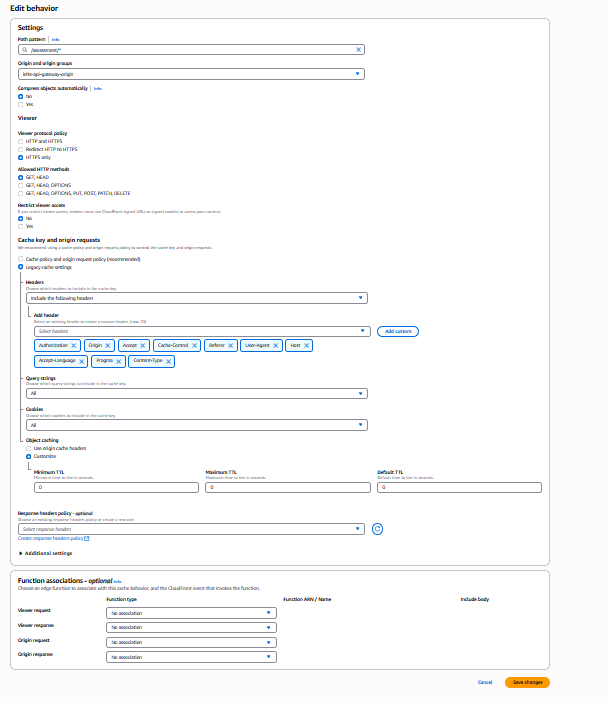 Edit behavior
Settings
Path pattern | Info
/assessment/*
Origin and origin groups
ielts-api-gateway-origin
Compress objects automatically | Info
No
Yes
Viewer
Viewer protocol policy
HTTP and HTTPS
Redirect HTTP to HTTPS
HTTPS only
Allowed HTTP methods
GET, HEAD
GET, HEAD, OPTIONS
GET, HEAD, OPTIONS, PUT, POST, PATCH, DELETE
Restrict viewer access
If you restrict viewer access, viewers must use CloudFront signed URLs or signed cookies to access your content.
No
Yes
Cache key and origin requests
We recommend using a cache policy and origin request policy to control the cache key and origin requests.
Cache policy and origin request policy (recommended)
Legacy cache settings
Headers
Choose which headers to include in the cache key.
Include the following headers
Add header
Select an existing header or create a custom header (max 10)
Select headers
Add custom
Authorization Origin Accept Cache-Control Referer User-Agent Host
Accept-Language Pragma Content-Type
Query strings
Choose which query strings to include in the cache key.
All
Cookies
Choose which cookies to include in the cache key.
All
Object caching
Use origin cache headers
Customize
Minimum TTL Maximum TTL Default TTL
Minimum time to live in seconds. Maximum time to live in seconds. Default time to live in seconds.
0 0 0
Response headers policy - optional
Choose an existing response headers policy or create a new one.
Select response headers
Create response headers policy
Additional settings
Function associations - optional Info
Choose an edge function to associate with this cache behavior, and the CloudFront event that invokes the function.
Function type Function ARN / Name Include body
Viewer request No association
Viewer response No association
Origin request No association
Origin response No association
Cancel Save changes